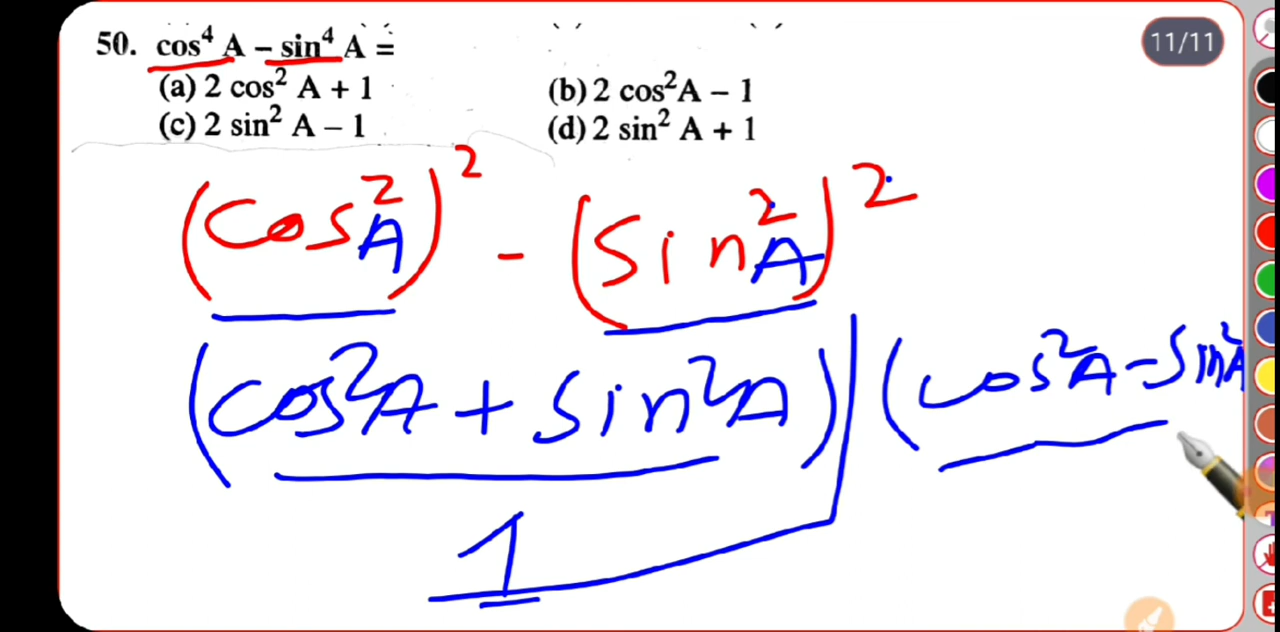 11/11
50. cos⁴ A – sin⁴ A =
(a) 2 cos² A + 1 (b) 2 cos²A – 1
(c) 2 sin² A – 1 (d) 2 sin² A + 1
(cos²A)² - (sin²A)²
(cos²A + sin²A) (cos²A - sin²A
1